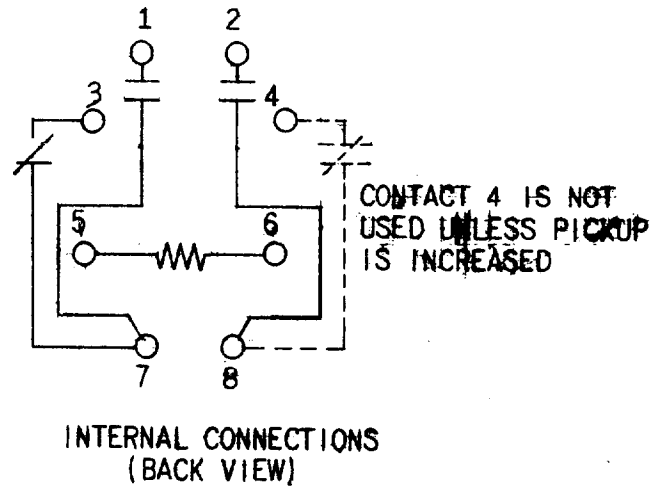 1
2
3
4
CONTACT 4 IS NOT
USED UNLESS PICKUP
IS INCREASED
5
6
7
8
INTERNAL CONNECTIONS
(BACK VIEW)